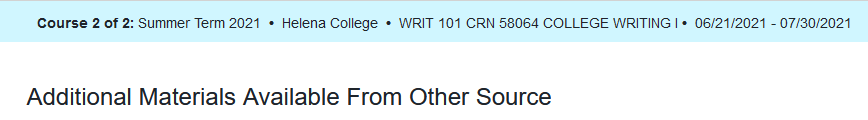 Course 2 of 2: Summer Term 2021 • Helena College • WRIT 101 CRN 58064 COLLEGE WRITING I • 06/21/2021 - 07/30/2021
Additional Materials Available From Other Source